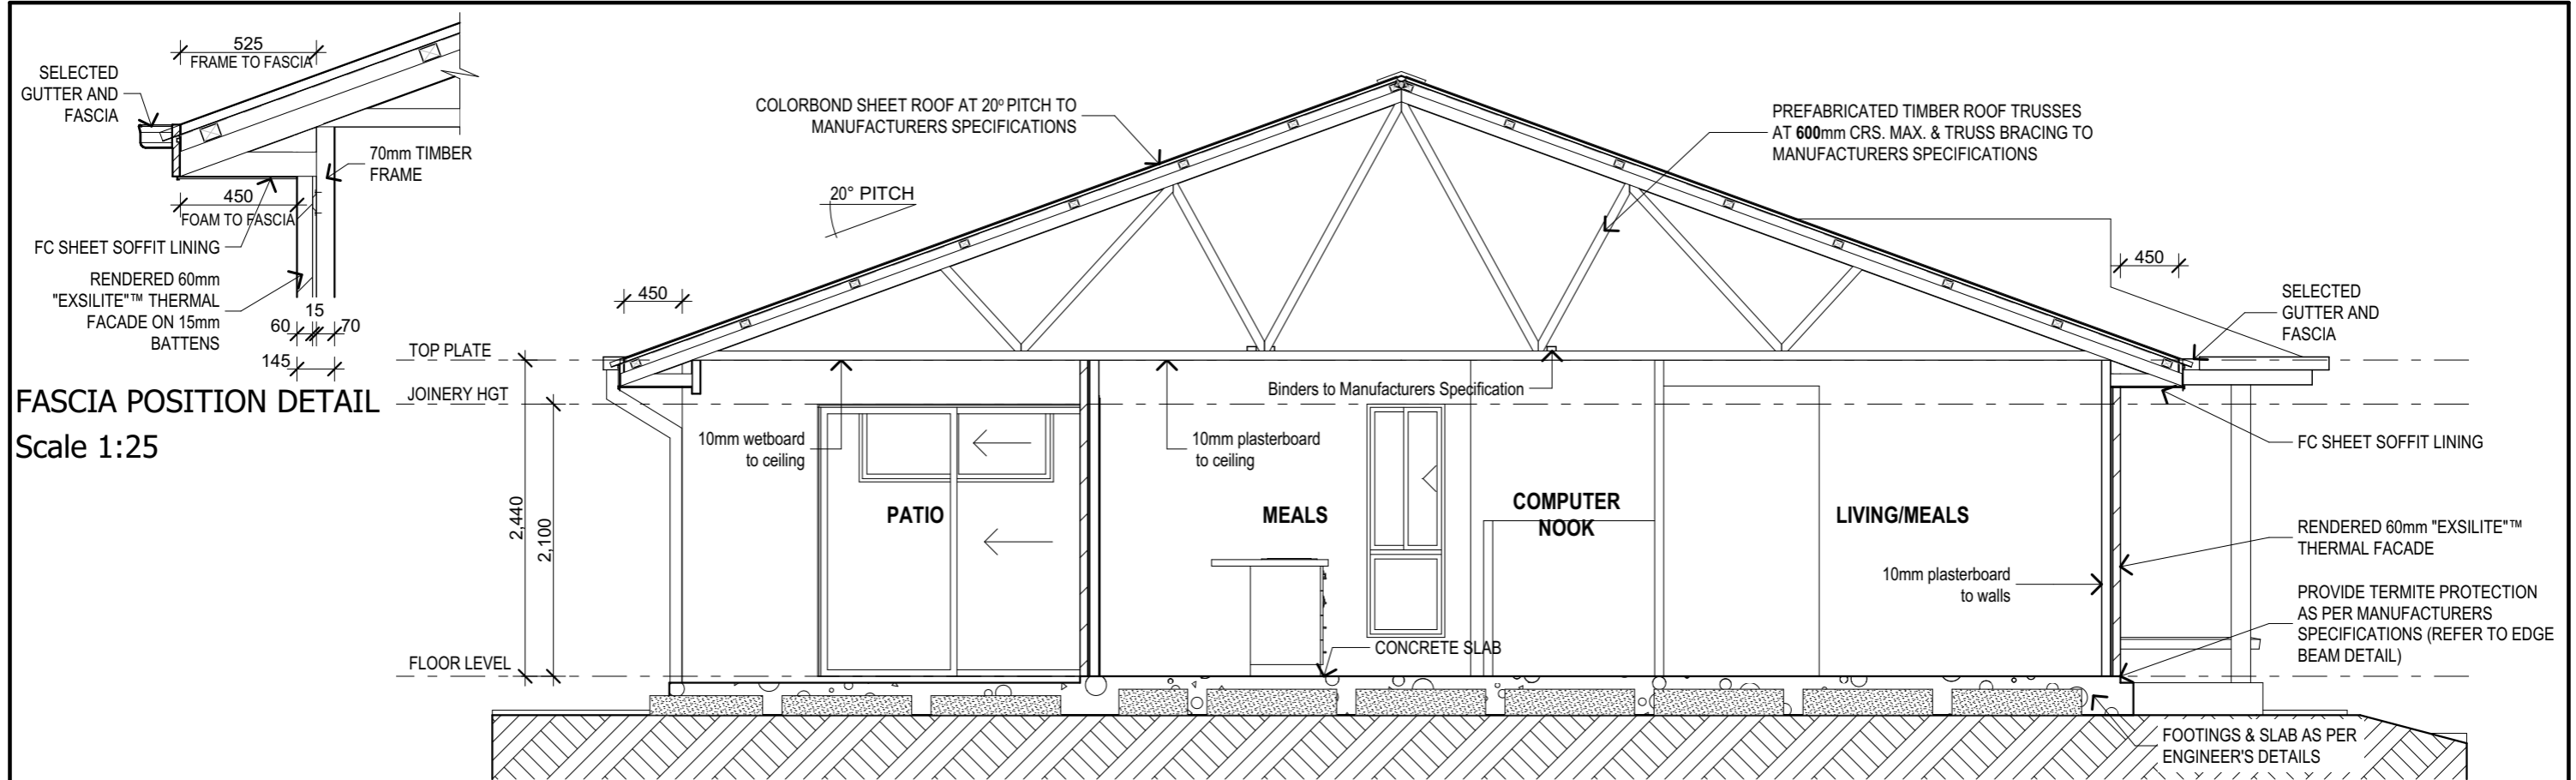 525
FRAME TO FASCIA
SELECTED
GUTTER AND
FASCIA
70mm TIMBER
FRAME
450
FOAM TO FASCIA
FC SHEET SOFFIT LINING
RENDERED 60mm
"EXSILITE"™ THERMAL
FACADE ON 15mm
BATTENS
15
60
70
145
FASCIA POSITION DETAIL
Scale 1:25
COLORBOND SHEET ROOF AT 20º PITCH TO
MANUFACTURERS SPECIFICATIONS
20° PITCH
PREFABRICATED TIMBER ROOF TRUSSES
AT 600mm CRS. MAX. & TRUSS BRACING TO
MANUFACTURERS SPECIFICATIONS
450
450
SELECTED
GUTTER AND
FASCIA
TOP PLATE
JOINERY HGT
FLOOR LEVEL
2,440
2,100
10mm wetboard
to ceiling
10mm plasterboard
to ceiling
Binders to Manufacturers Specification
PATIO
MEALS
COMPUTER
NOOK
LIVING/MEALS
10mm plasterboard
to walls
CONCRETE SLAB
FC SHEET SOFFIT LINING
RENDERED 60mm "EXSILITE"™
THERMAL FACADE
PROVIDE TERMITE PROTECTION
AS PER MANUFACTURERS
SPECIFICATIONS (REFER TO EDGE
BEAM DETAIL)
FOOTINGS & SLAB AS PER
ENGINEER'S DETAILS